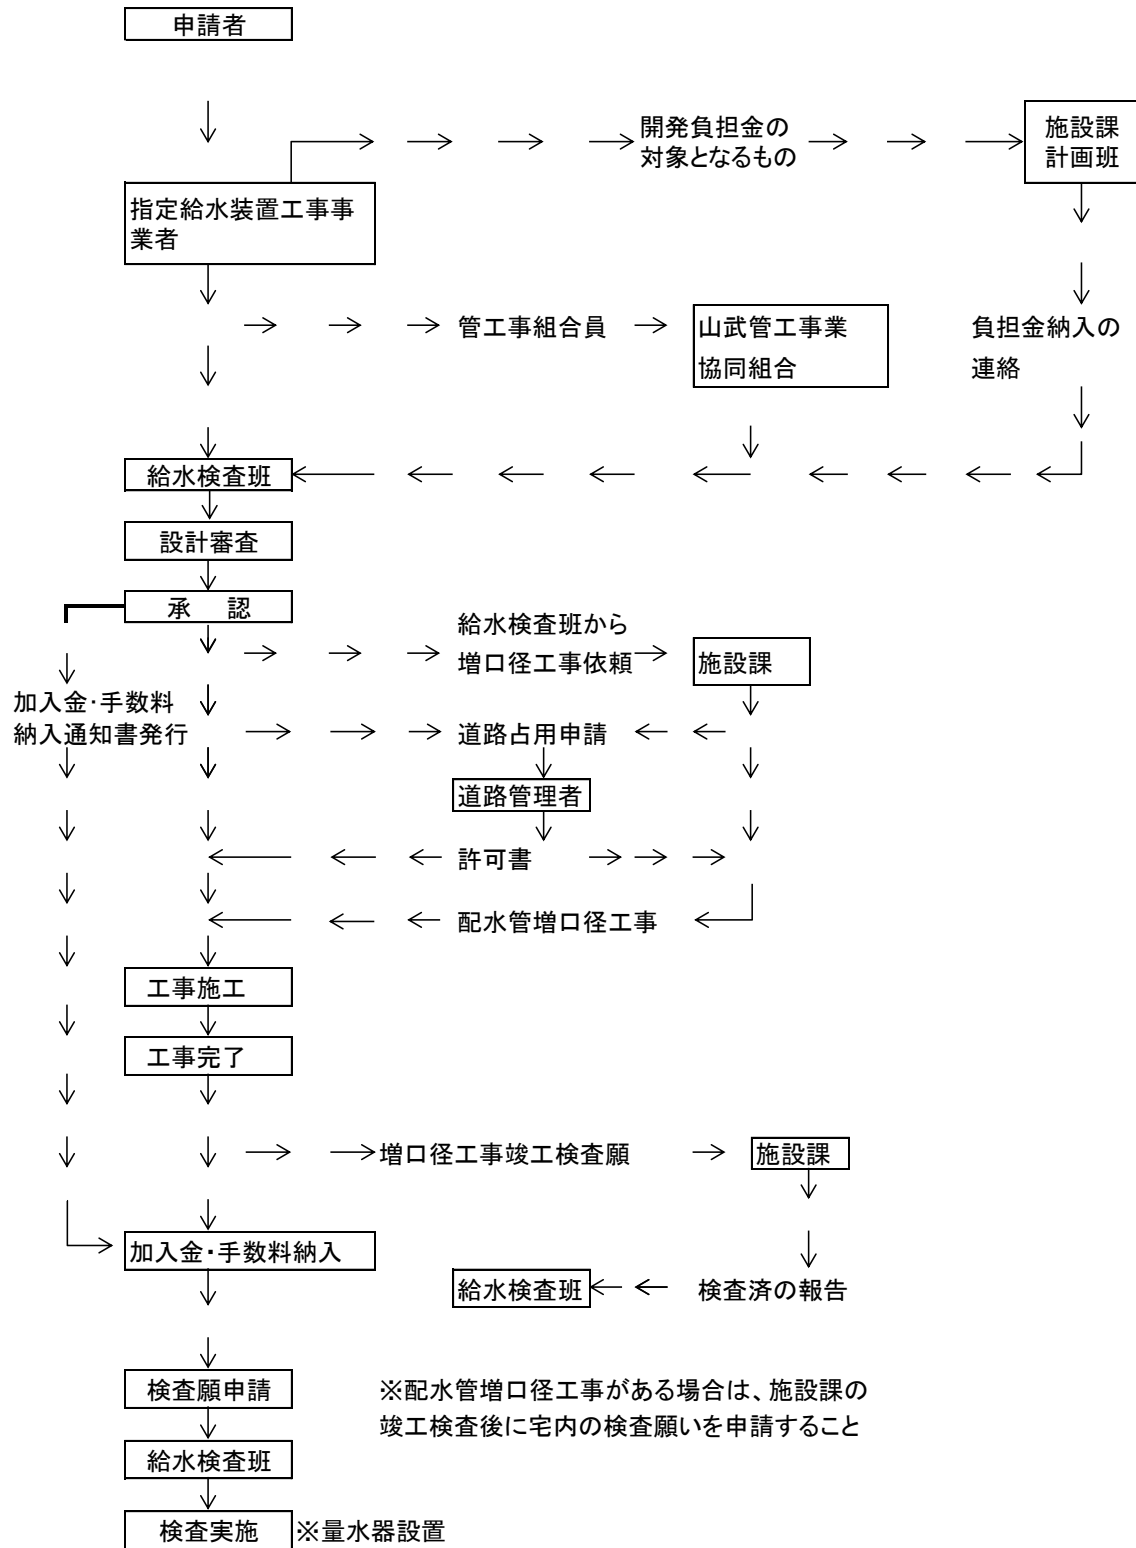 申請者
開発負担金の
対象となるもの
施設課
計画班
指定給水装置工事事
業者
管工事組合員
山武管工事業
協同組合
負担金納入の
連絡
給水検査班
設計審査
承　認
給水検査班から
増口径工事依頼
施設課
加入金・手数料
納入通知書発行
道路占用申請
道路管理者
許可書
配水管増口径工事
工事施工
工事完了
増口径工事竣工検査願
施設課
加入金・手数料納入
給水検査班
検査済の報告
検査願申請
※配水管増口径工事がある場合は、施設課の
竣工検査後に宅内の検査願いを申請すること
給水検査班
検査実施
※量水器設置